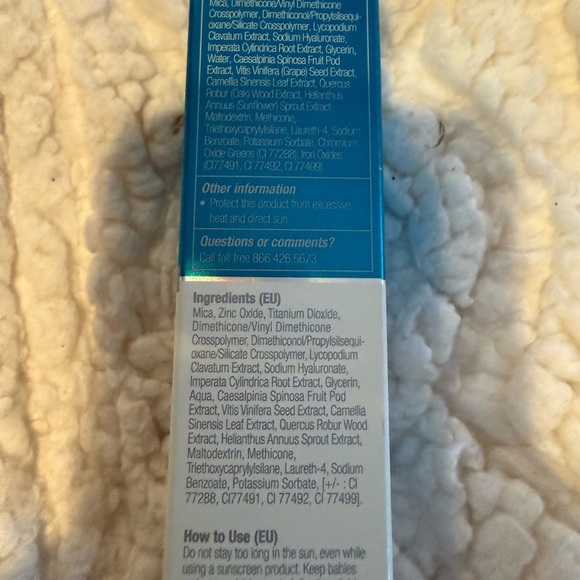 Mica, Dimethicone/Vinyl Dimethicone
Crosspolymer, Dimethiconol/Propylsilsequi-
oxane/Silicate Crosspolymer, Lycopodium
Clavatum Extract, Sodium Hyaluronate,
Imperata Cylindrica Root Extract, Glycerin,
Water, Caesalpinia Spinosa Fruit Pod
Extract, Vitis Vinifera (Grape) Seed Extract,
Camellia Sinensis Leaf Extract, Quercus
Robur (Oak) Wood Extract, Helianthus
Annuus (Sunflower) Sprout Extract,
Maltodextrin, Methicone,
Triethoxycaprylylsilane, Laureth-4, Sodium
Benzoate, Potassium Sorbate, Chromium
Oxide Greens (CI 77288), Iron Oxides
(CI77491, CI 77492, CI 77499)
Other information
▪ Protect this product from excessive
heat and direct sun.
Questions or comments?
Call toll free 866.426.5673
Ingredients (EU)
Mica, Zinc Oxide, Titanium Dioxide,
Dimethicone/Vinyl Dimethicone
Crosspolymer, Dimethiconol/Propylsilsequi-
oxane/Silicate Crosspolymer, Lycopodium
Clavatum Extract, Sodium Hyaluronate,
Imperata Cylindrica Root Extract, Glycerin,
Aqua, Caesalpinia Spinosa Fruit Pod
Extract, Vitis Vinifera Seed Extract, Camellia
Sinensis Leaf Extract, Quercus Robur Wood
Extract, Helianthus Annuus Sprout Extract,
Maltodextrin, Methicone,
Triethoxycaprylylsilane, Laureth-4, Sodium
Benzoate, Potassium Sorbate, [+/- : CI
77288, CI77491, CI 77492, CI 77499].
How to Use (EU)
Do not stay too long in the sun, even while
using a sunscreen product. Keep babies